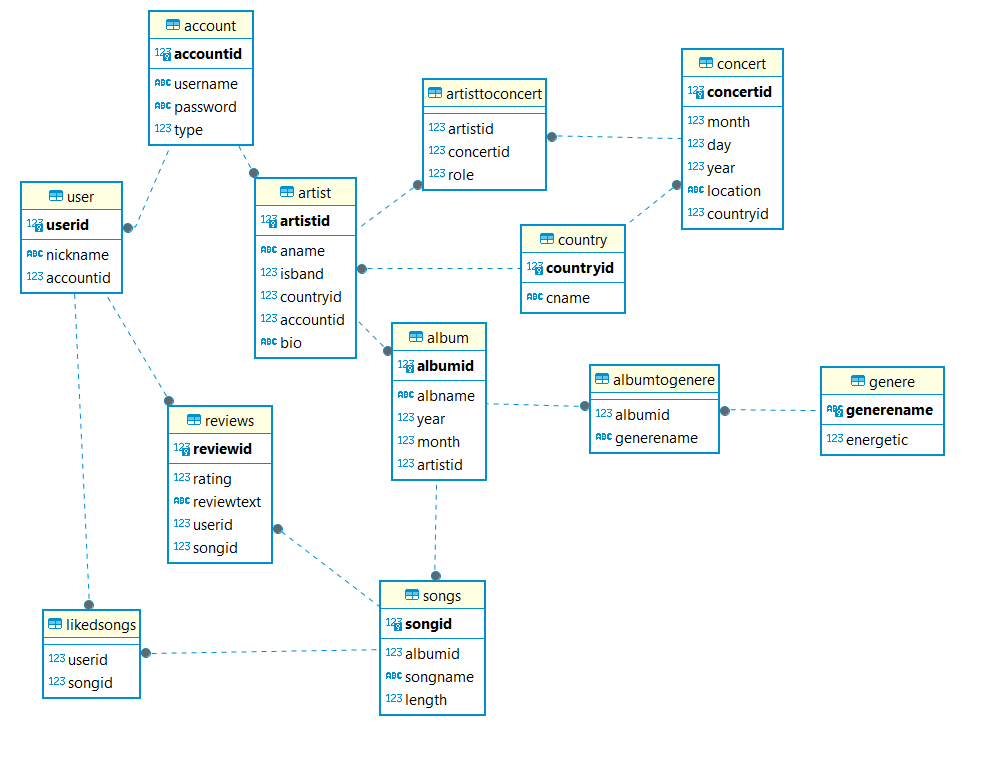 account
123 accountid
ABC username
ABC password
123 type
user
123 userid
ABC nickname
123 accountid
artist
123 artistid
ABC aname
123 isband
123 countryid
123 accountid
ABC bio
artisttoconcert
123 artistid
123 concertid
123 role
concert
123 concertid
123 month
123 day
123 year
ABC location
123 countryid
country
123 countryid
ABC cname
album
123 albumid
ABC albname
123 year
123 month
123 artistid
albumtogenere
123 albumid
ABC generename
genere
ABC generename
123 energetic
reviews
123 reviewid
123 rating
ABC reviewtext
123 userid
123 songid
likedsongs
123 userid
123 songid
songs
123 songid
123 albumid
ABC songname
123 length